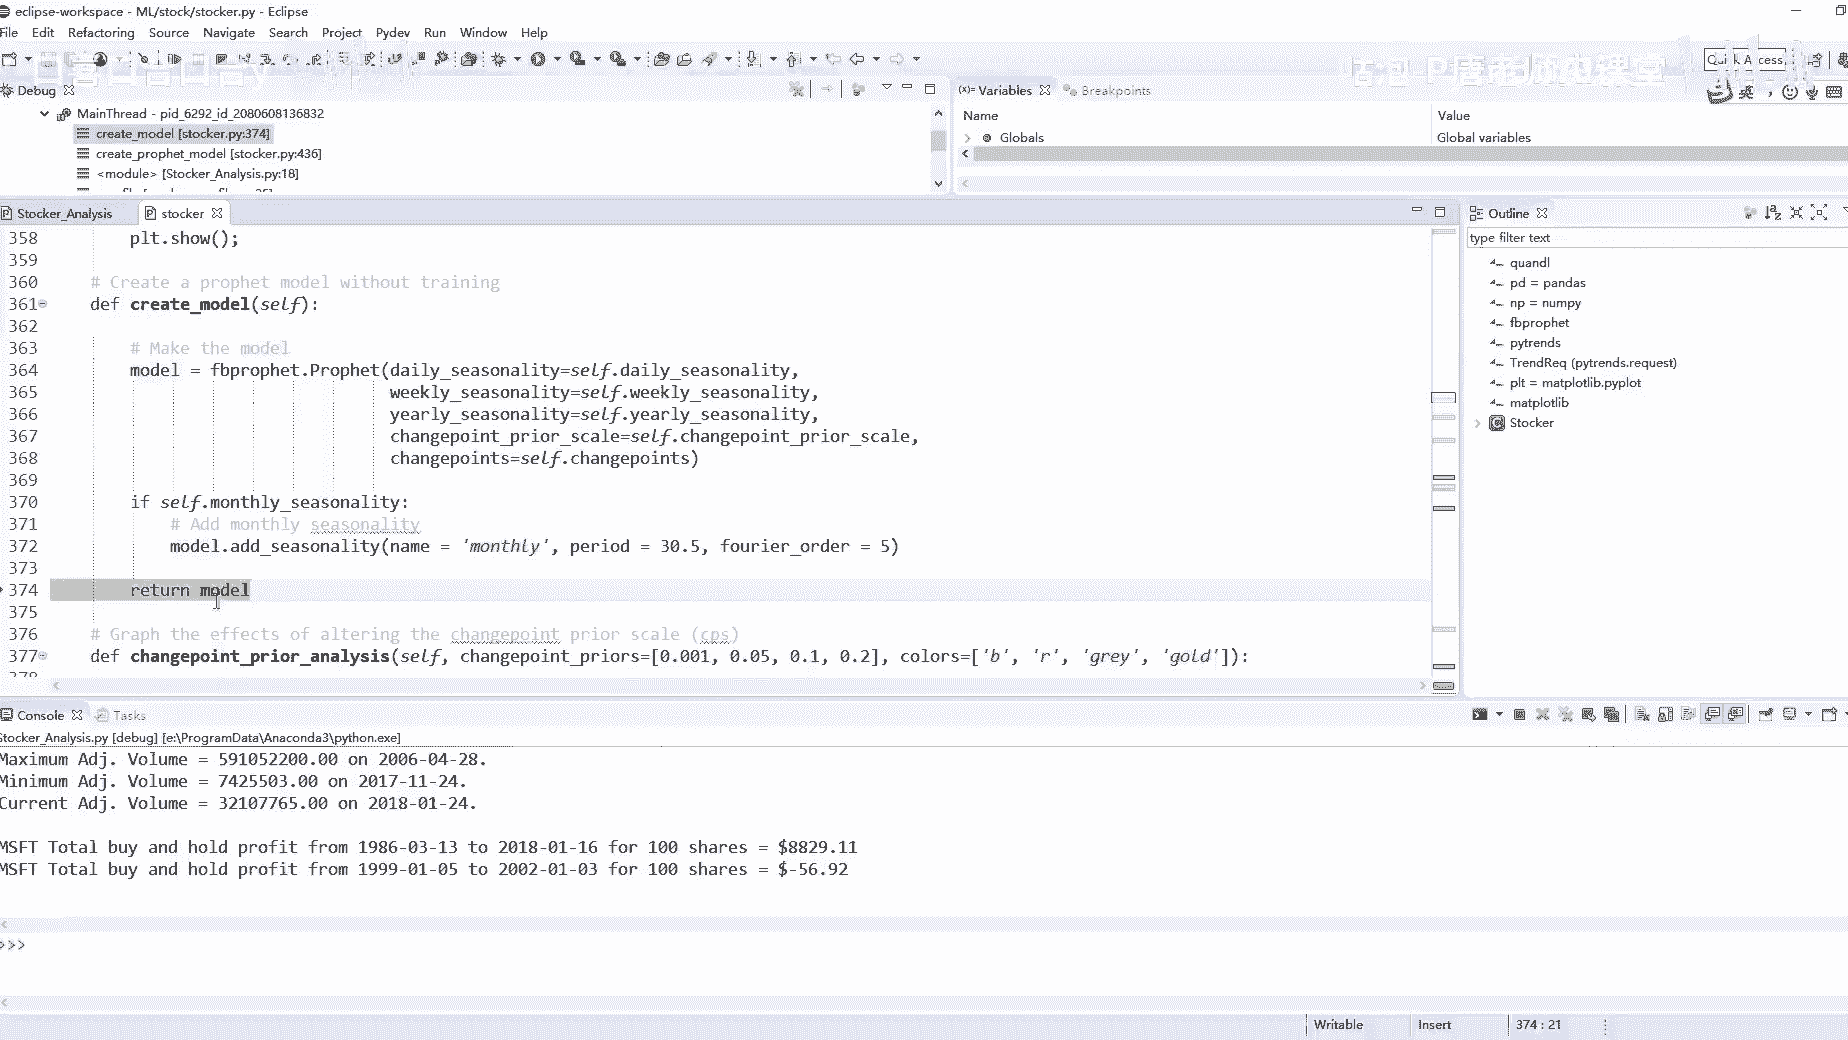 eclipse-workspace - ML/stock/stocker.py - Eclipse
File Edit Refactoring Source Navigate Search Project Pydev Run Window Help
Access
Debug
MainThread - pid_6292_id_2080608136832
create_model [stocker.py:374]
create_prophet_model [stocker.py:436]
<module> [Stocker_Analysis.py:18]
(x)= Variables
Breakpoints
Name Value
Globals Global variables
Stocker_Analysis
stocker
358 plt.show();
359
360 # Create a prophet model without training
361 def create_model(self):
362
363 # Make the model
364 model = fbprophet.Prophet(daily_seasonality=self.daily_seasonality,
365 weekly_seasonality=self.weekly_seasonality,
366 yearly_seasonality=self.yearly_seasonality,
367 changepoint_prior_scale=self.changepoint_prior_scale,
368 changepoints=self.changepoints)
369
370 if self.monthly_seasonality:
371 # Add monthly seasonality
372 model.add_seasonality(name = 'monthly', period = 30.5, fourier_order = 5)
373
374 return model
375
376 # Graph the effects of altering the changepoint prior scale (cps)
377 def changepoint_prior_analysis(self, changepoint_priors=[0.001, 0.05, 0.1, 0.2], colors=['b', 'r', 'grey', 'gold']):
Outline
type filter text
quandl
pd = pandas
np = numpy
fbprophet
pytrends
TrendReq (pytrends.request)
plt = matplotlib.pyplot
matplotlib
Stocker
Console
Tasks
Stocker_Analysis.py [debug] [e:\ProgramData\Anaconda3\python.exe]
Maximum Adj. Volume = 591052200.00 on 2006-04-28.
Minimum Adj. Volume = 7425503.00 on 2017-11-24.
Current Adj. Volume = 32107765.00 on 2018-01-24.
MSFT Total buy and hold profit from 1986-03-13 to 2018-01-16 for 100 shares = $8829.11
MSFT Total buy and hold profit from 1999-01-05 to 2002-01-03 for 100 shares = $-56.92
>>>
Writable Insert 374 : 21